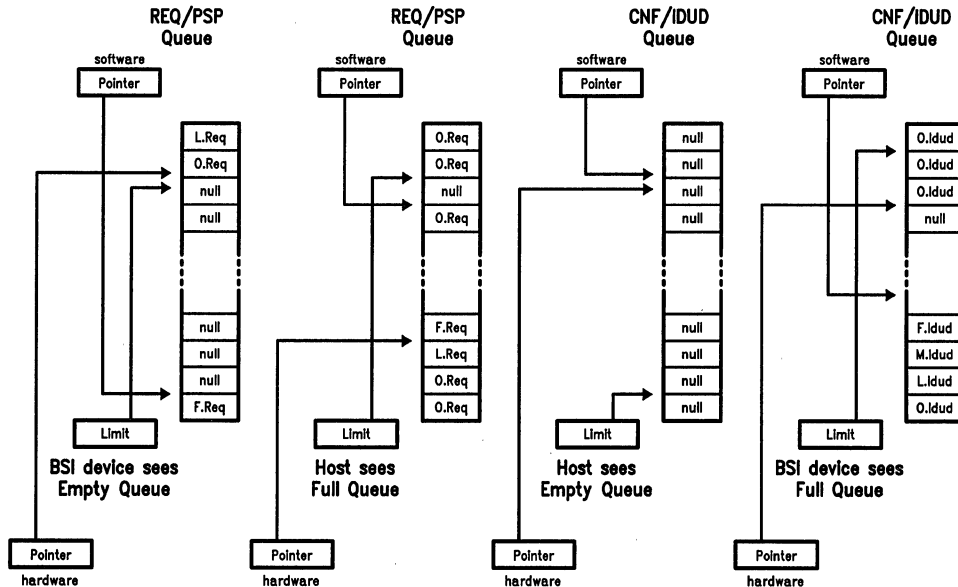 REQ/PSP
Queue
software
Pointer
L.Req
O.Req
null
null
null
null
null
F.Req
Limit
BSI device sees
Empty Queue
Pointer
hardware
REQ/PSP
Queue
software
Pointer
O.Req
O.Req
null
O.Req
F.Req
L.Req
O.Req
O.Req
Limit
Host sees
Full Queue
Pointer
hardware
CNF/IDUD
Queue
software
Pointer
null
null
null
null
null
null
null
null
Limit
Host sees
Empty Queue
Pointer
hardware
CNF/IDUD
Queue
software
Pointer
O.Idud
O.Idud
O.Idud
null
F.Idud
M.Idud
L.Idud
O.Idud
Limit
BSI device sees
Full Queue
Pointer
hardware